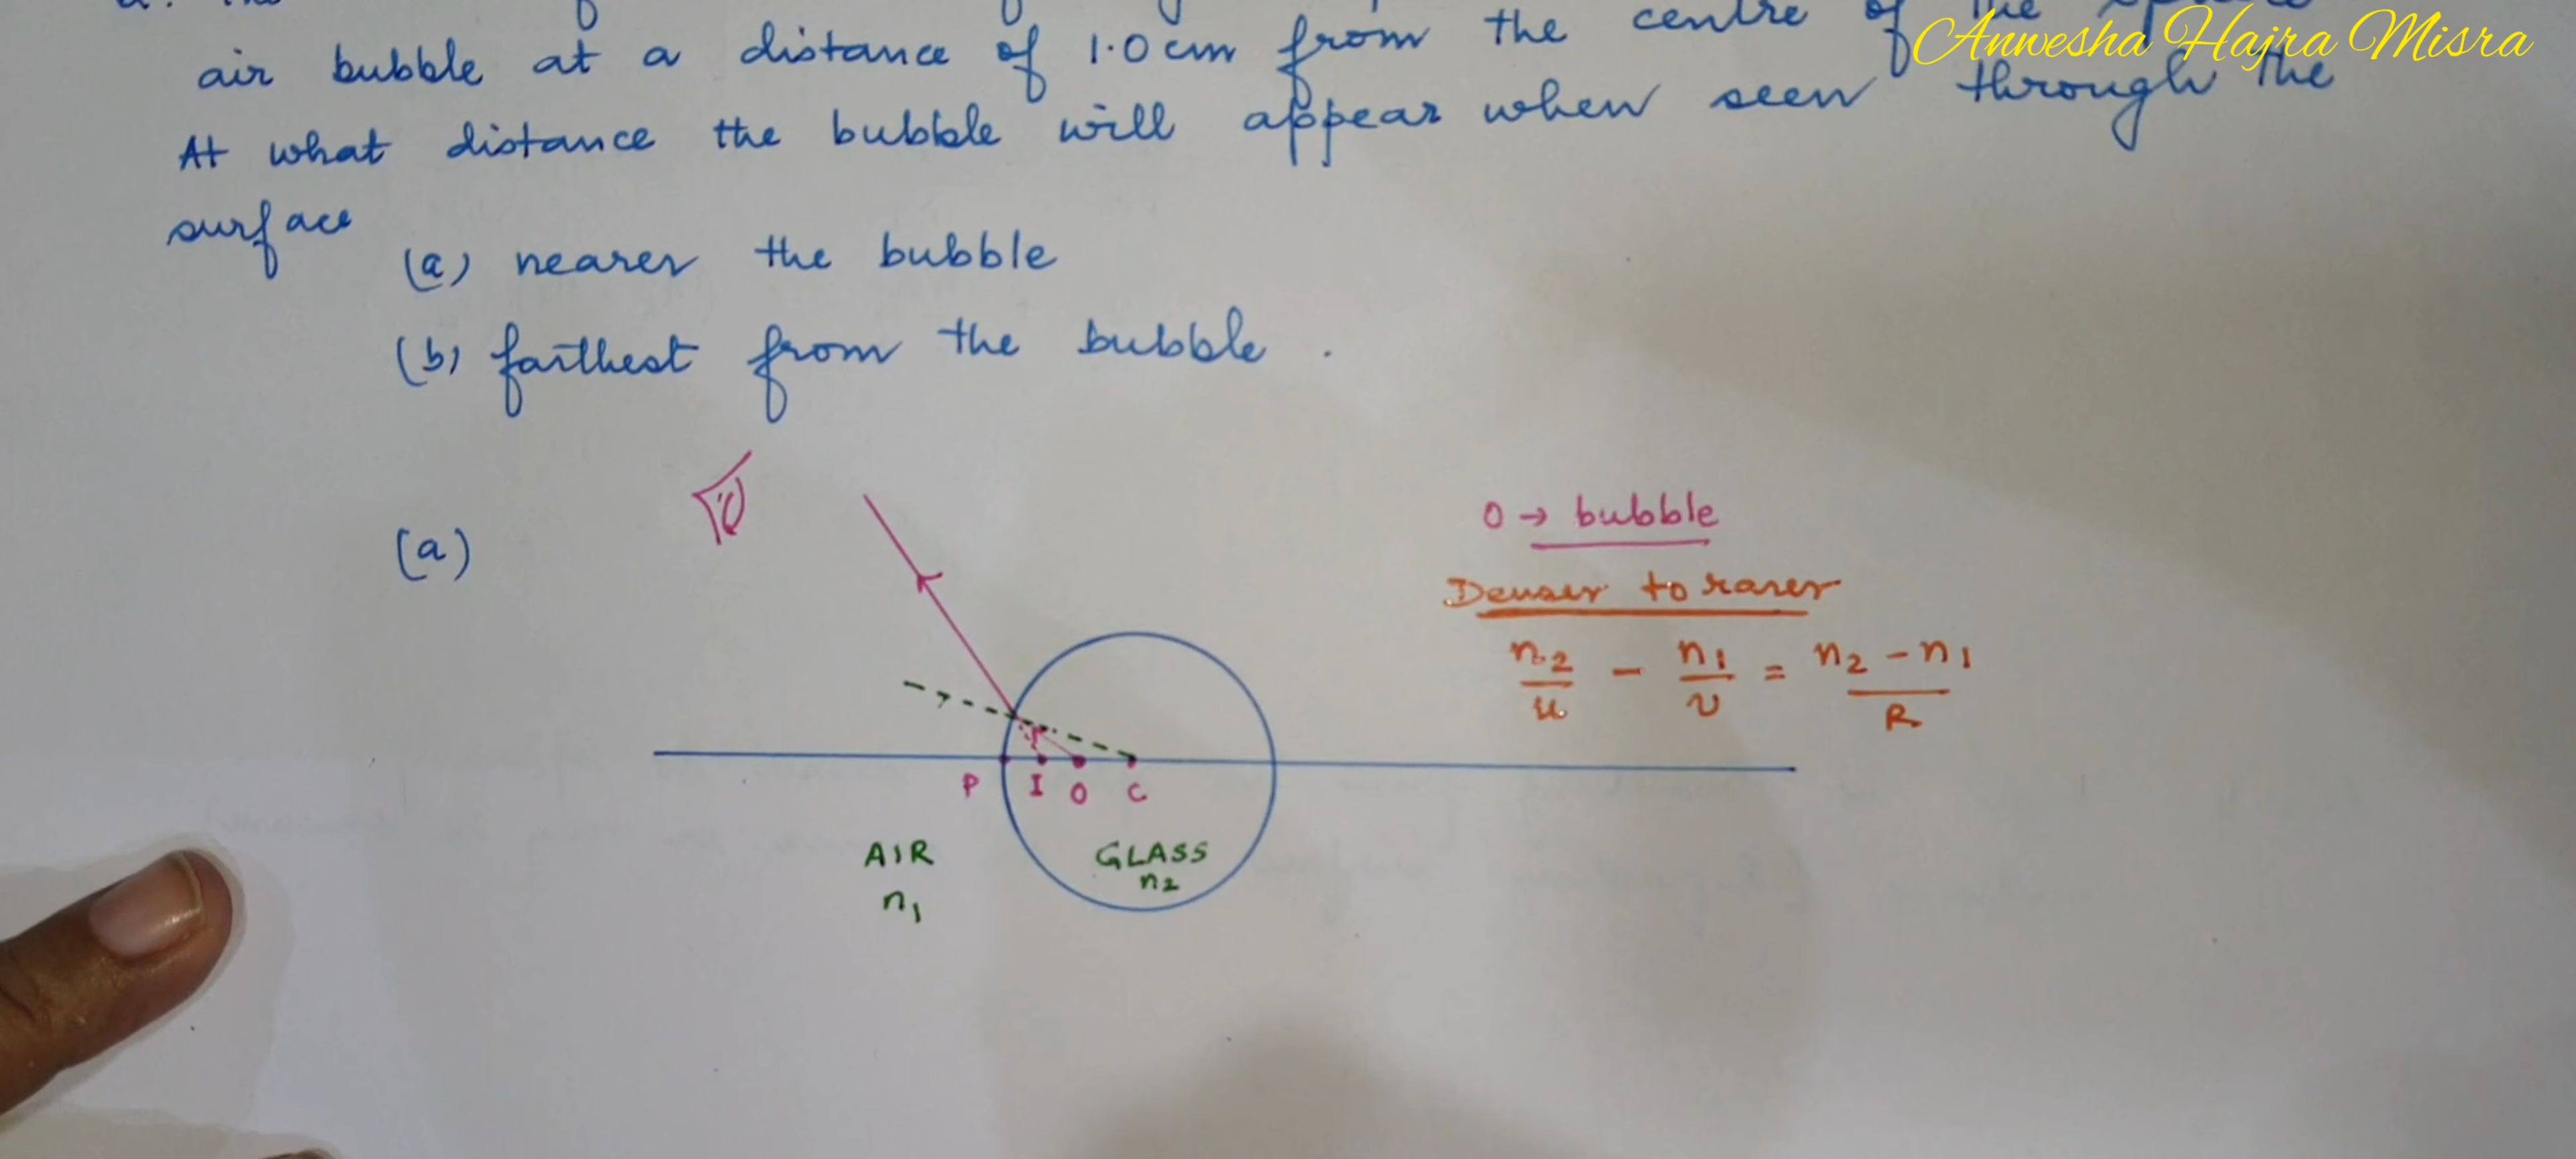 the centre of the
Anwesha Hajra Misra
air bubble at a distance of 1.0 cm from
At what distance the bubble will appear when seen through the
surface
(a) nearer the bubble
(b) farthest from the bubble.
(a)
O → bubble
Denser to rarer
n2/u - n1/v = n2 - n1/R
P I O C
AIR GLASS
n1 n2